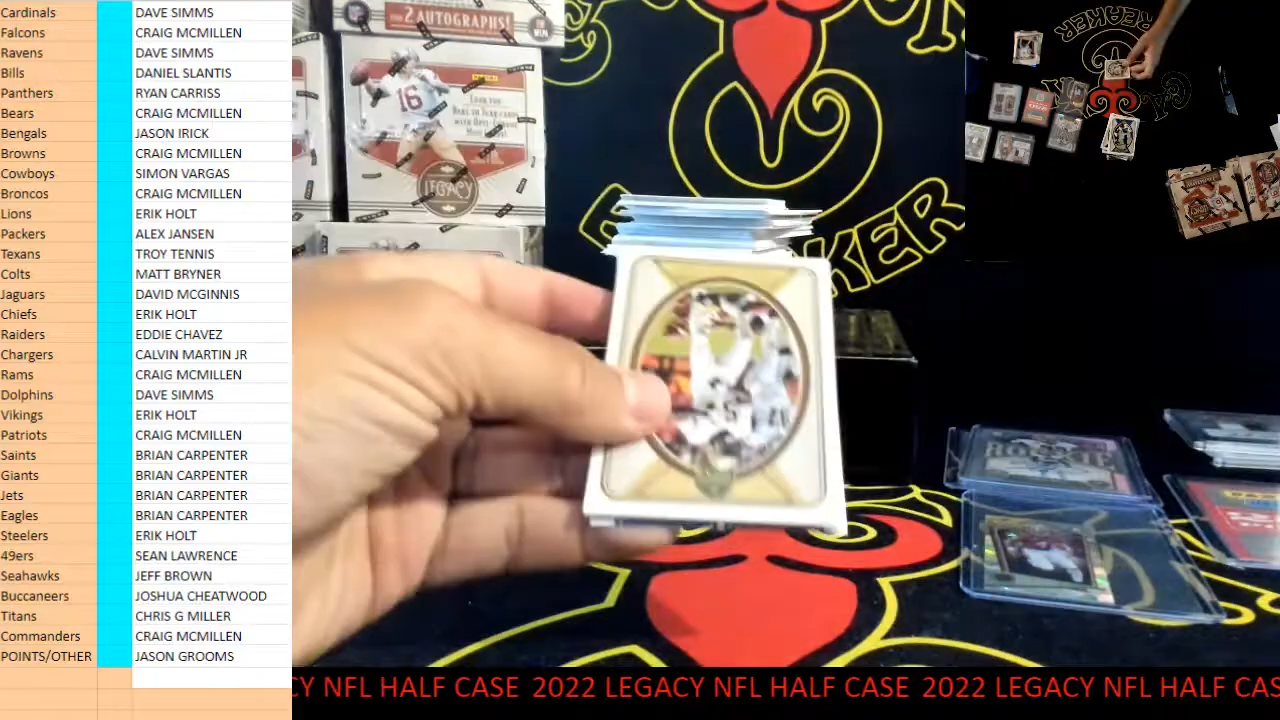 Cardinals DAVE SIMMS
Falcons CRAIG MCMILLEN
Ravens DAVE SIMMS
Bills DANIEL SLANTIS
Panthers RYAN CARRISS
Bears CRAIG MCMILLEN
Bengals JASON IRICK
Browns CRAIG MCMILLEN
Cowboys SIMON VARGAS
Broncos CRAIG MCMILLEN
Lions ERIK HOLT
Packers ALEX JANSEN
Texans TROY TENNIS
Colts MATT BRYNER
Jaguars DAVID MCGINNIS
Chiefs ERIK HOLT
Raiders EDDIE CHAVEZ
Chargers CALVIN MARTIN JR
Rams CRAIG MCMILLEN
Dolphins DAVE SIMMS
Vikings ERIK HOLT
Patriots CRAIG MCMILLEN
Saints BRIAN CARPENTER
Giants BRIAN CARPENTER
Jets BRIAN CARPENTER
Eagles BRIAN CARPENTER
Steelers ERIK HOLT
49ers SEAN LAWRENCE
Seahawks JEFF BROWN
Buccaneers JOSHUA CHEATWOOD
Titans CHRIS G MILLER
Commanders CRAIG MCMILLEN
POINTS/OTHER JASON GROOMS
2 AUTOGRAPHS!
16
LEGACY
BREAKER
CY NFL HALF CASE 2022 LEGACY NFL HALF CASE 2022 LEGACY NFL HALF CAS